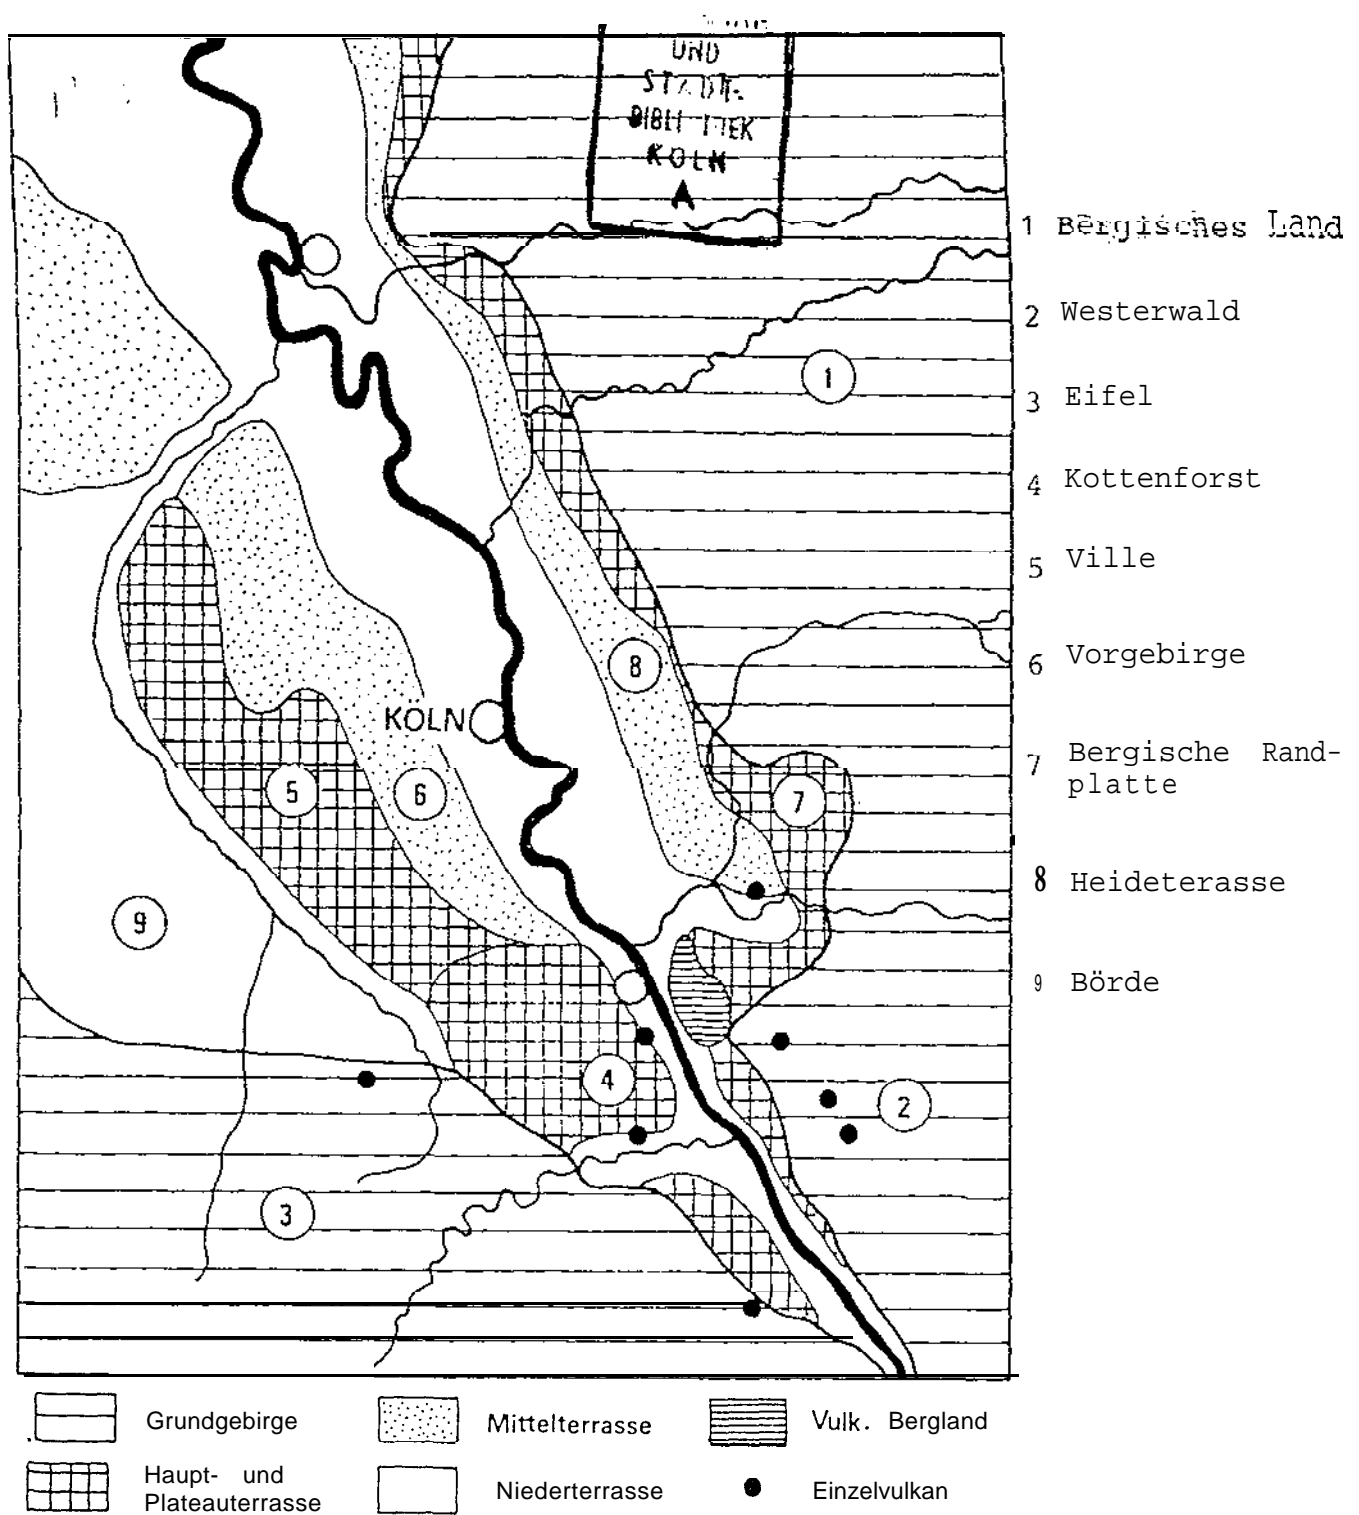 UND
STADT-
KÖLN
A
1 Bergisches Land
2 Westerwald
1
3 Eifel
4 Kottenforst
5 Ville
6 Vorgebirge
8
KÖLN
7 Bergische Rand-
platte
5
6
7
8 Heideterasse
9
9 Börde
4
2
3
Grundgebirge
Mittelterrasse
Vulk. Bergland
Haupt- und
Plateauterrasse
Niederterrasse
Einzelvulkan